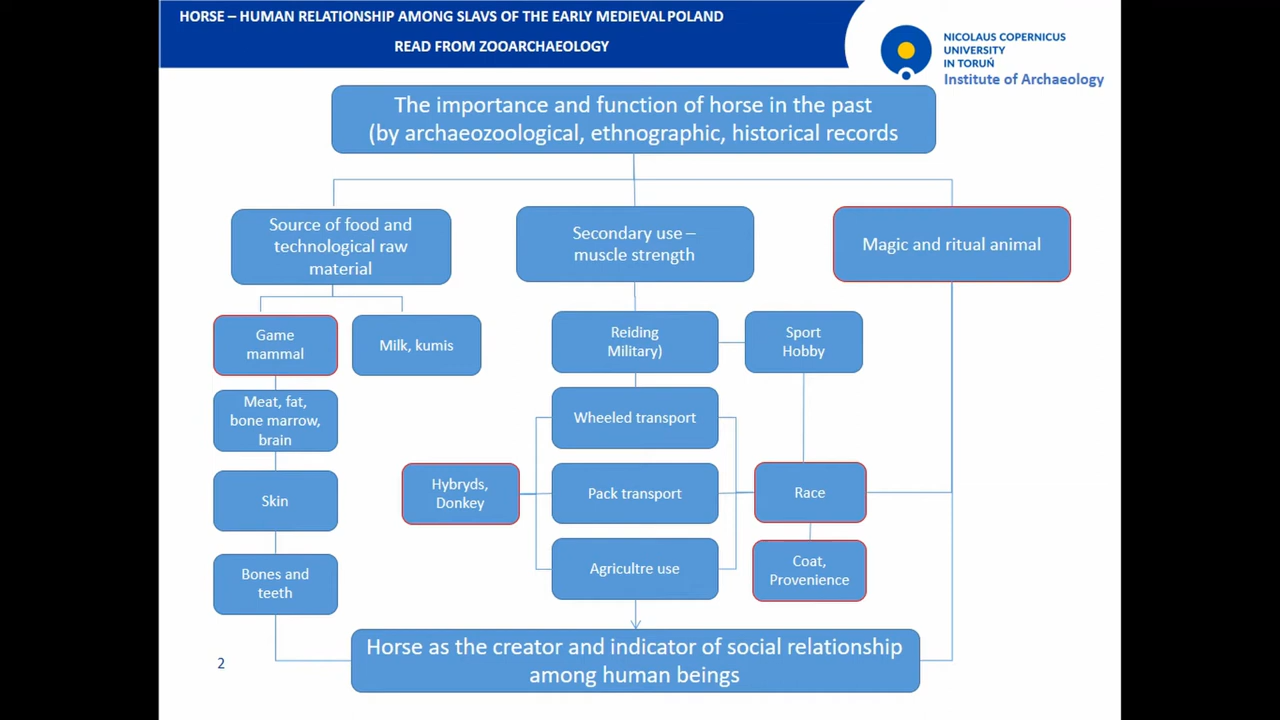 HORSE – HUMAN RELATIONSHIP AMONG SLAVS OF THE EARLY MEDIEVAL POLAND
READ FROM ZOOARCHAEOLOGY
NICOLAUS COPERNICUS
UNIVERSITY
IN TORUŃ
Institute of Archaeology
The importance and function of horse in the past
(by archaeozoological, ethnographic, historical records
Source of food and
technological raw
material
Secondary use –
muscle strength
Magic and ritual animal
Game
mammal
Milk, kumis
Reiding
Military)
Sport
Hobby
Meat, fat,
bone marrow,
brain
Wheeled transport
Hybryds,
Donkey
Pack transport
Race
Skin
Agricultre use
Coat,
Provenience
Bones and
teeth
Horse as the creator and indicator of social relationship
among human beings
2